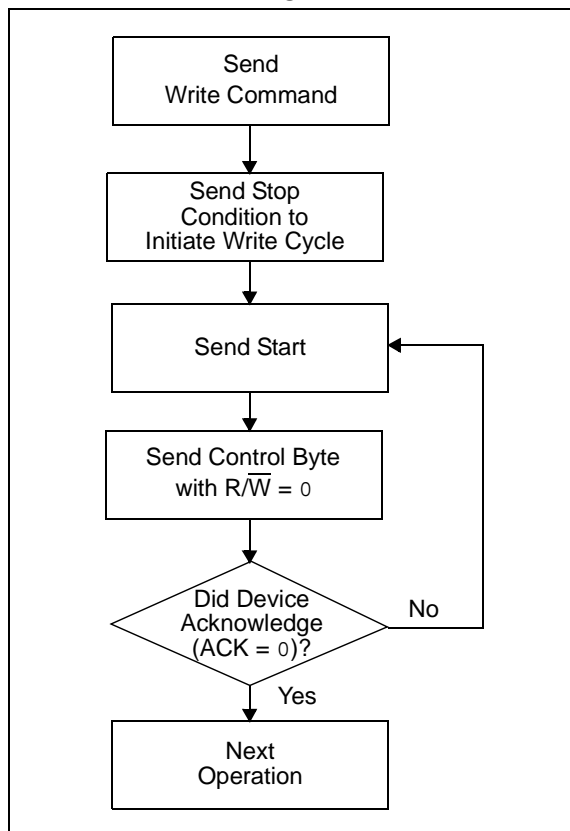 Send
Write Command
Send Stop
Condition to
Initiate Write Cycle
Send Start
Send Control Byte
with R/W̅ = 0
Did Device
Acknowledge
(ACK = 0)?
No
Yes
Next
Operation